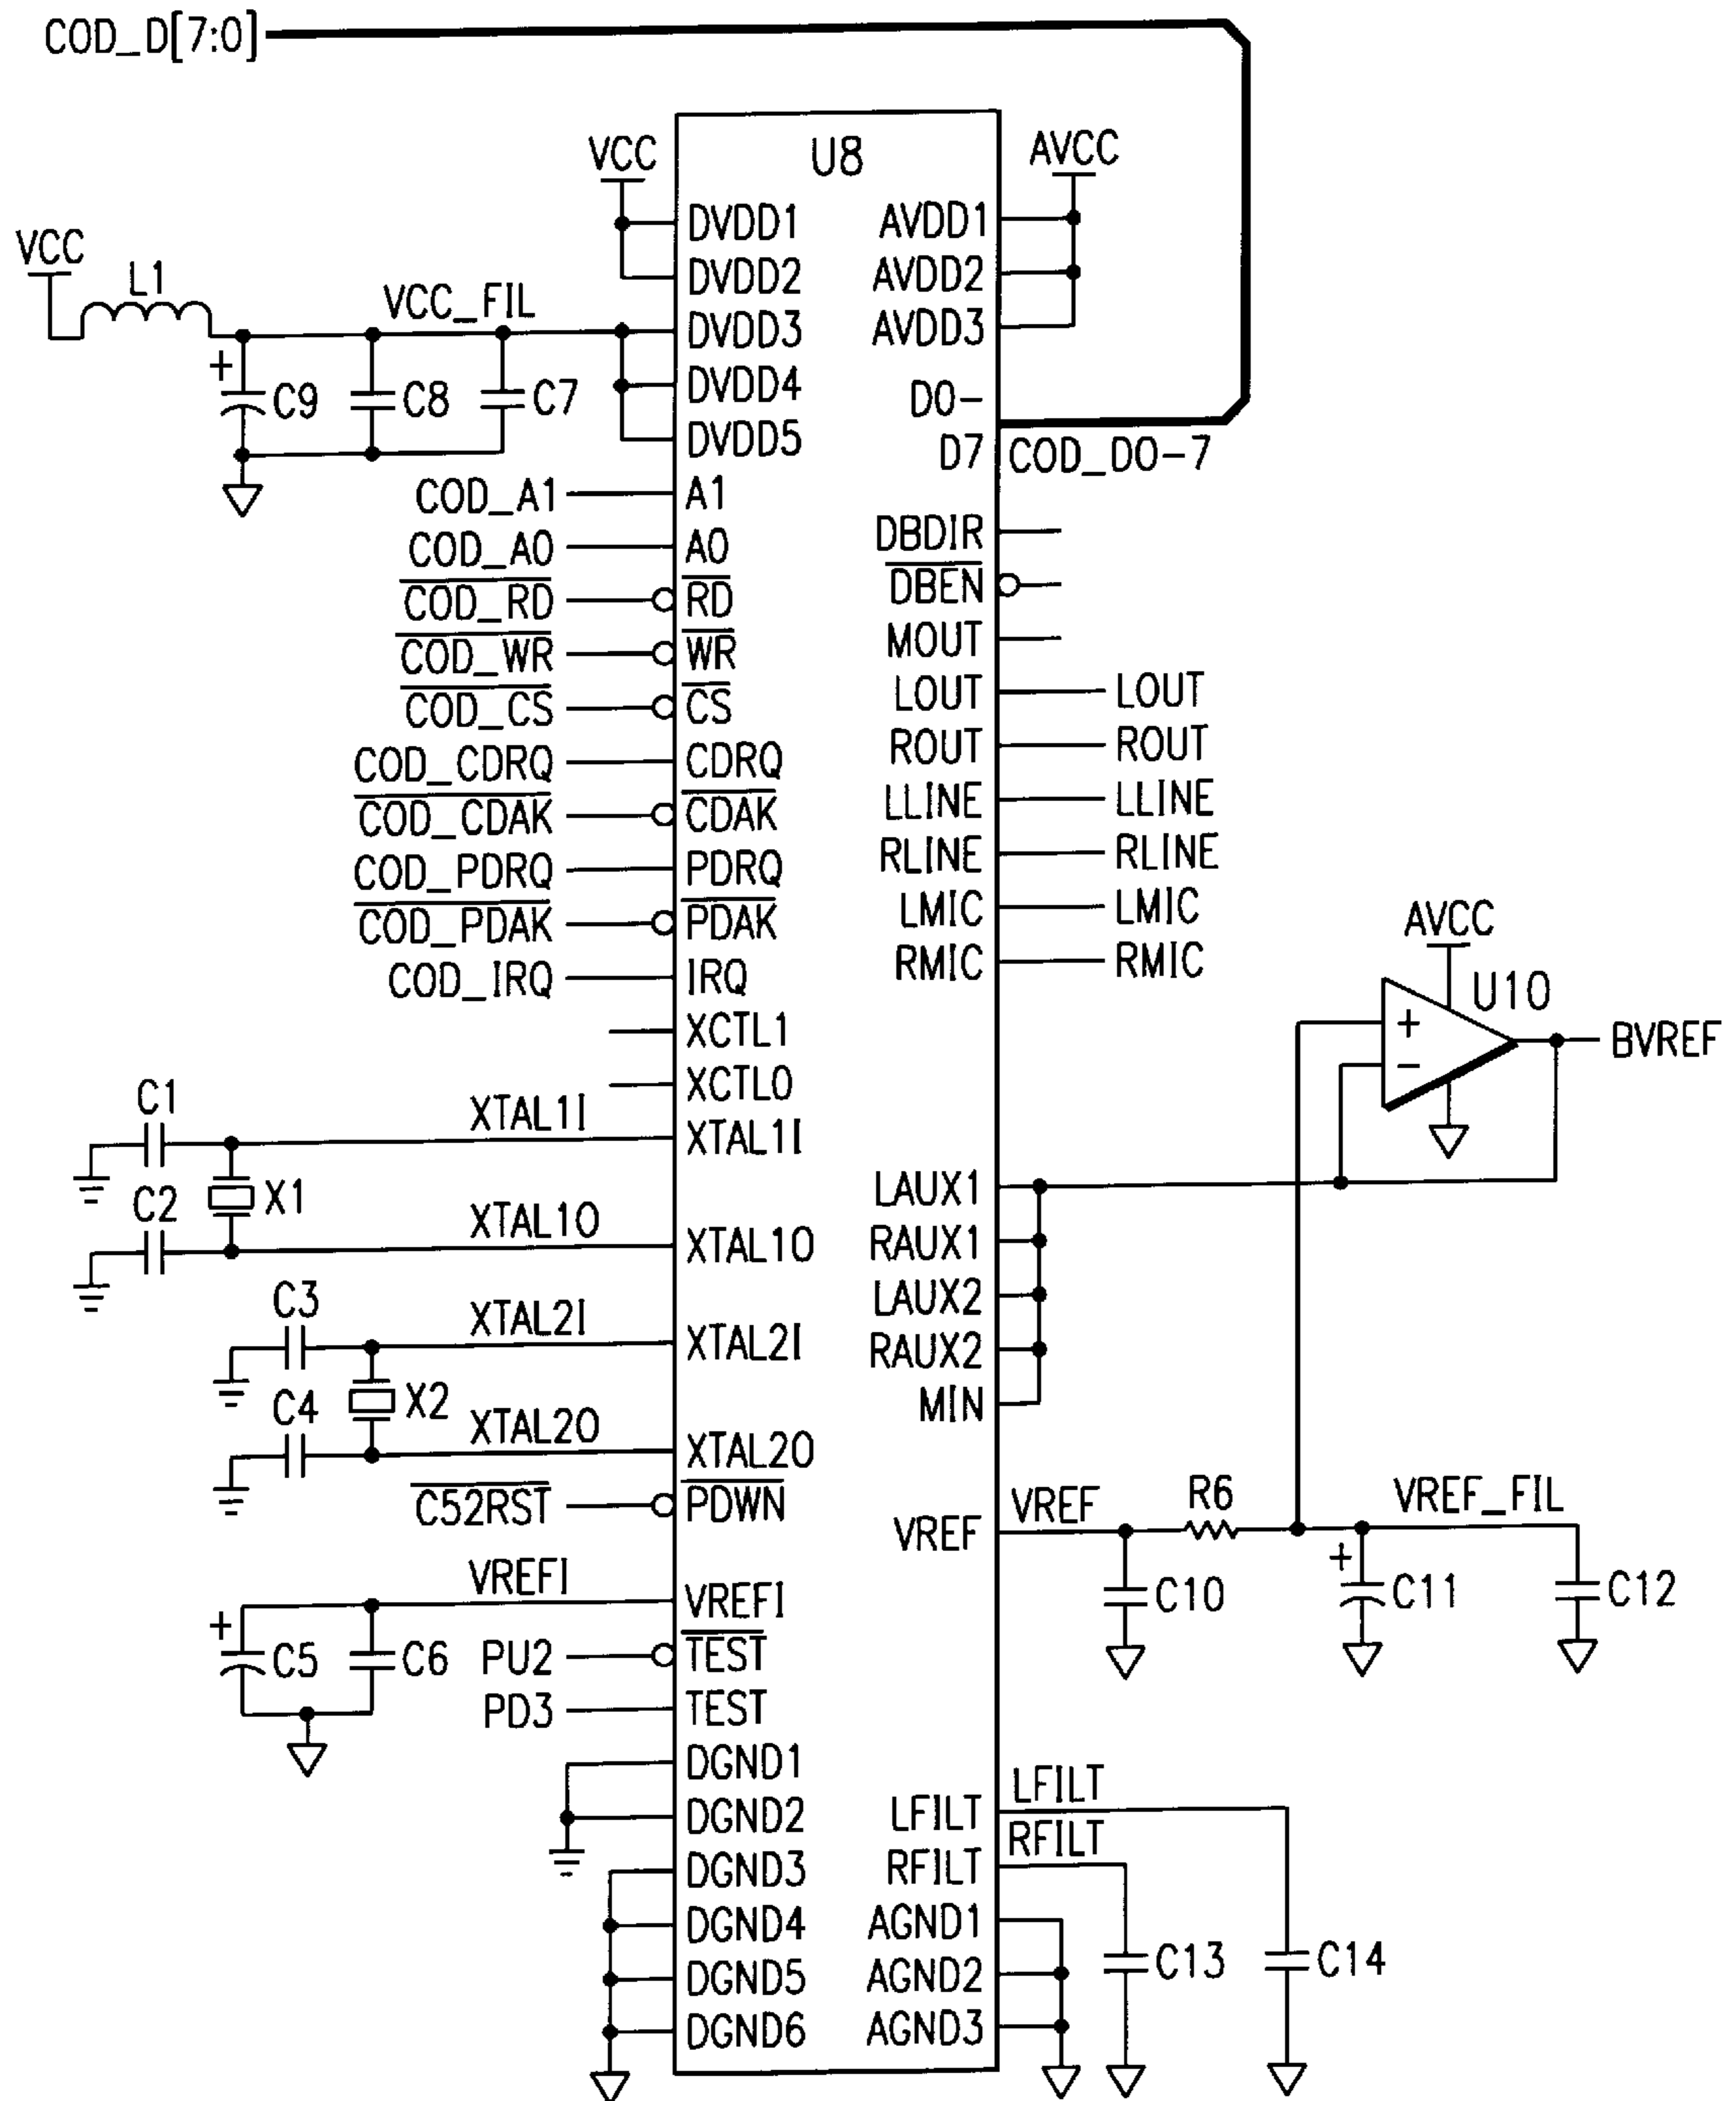 COD_D[7:0]
U8
VCC
AVCC
DVDD1
AVDD1
VCC
L1
DVDD2
AVDD2
VCC_FIL
DVDD3
AVDD3
+
C9
C8
C7
DVDD4
D0-
DVDD5
D7
COD_D0-7
COD_A1
A1
COD_A0
A0
DBDIR
COD_RD
RD
DBEN
COD_WR
WR
MOUT
COD_CS
CS
LOUT
LOUT
COD_CDRQ
CDRQ
ROUT
ROUT
COD_CDAK
CDAK
LLINE
LLINE
COD_PDRQ
PDRQ
RLINE
RLINE
COD_PDAK
PDAK
LMIC
LMIC
COD_IRQ
IRQ
RMIC
RMIC
AVCC
U10
+
-
BVREF
XCTL1
XCTL0
C1
XTAL1I
XTAL1I
C2
X1
LAUX1
XTAL1O
XTAL1O
RAUX1
C3
XTAL2I
LAUX2
XTAL2I
RAUX2
C4
X2
MIN
XTAL2O
XTAL2O
C52RST
PDWN
VREF
VREF
R6
VREF_FIL
C10
+
C11
C12
VREFI
VREFI
+
C5
C6
PU2
TEST
PD3
TEST
DGND1
LFILT
DGND2
LFILT
RFILT
DGND3
RFILT
DGND4
AGND1
C13
C14
DGND5
AGND2
DGND6
AGND3